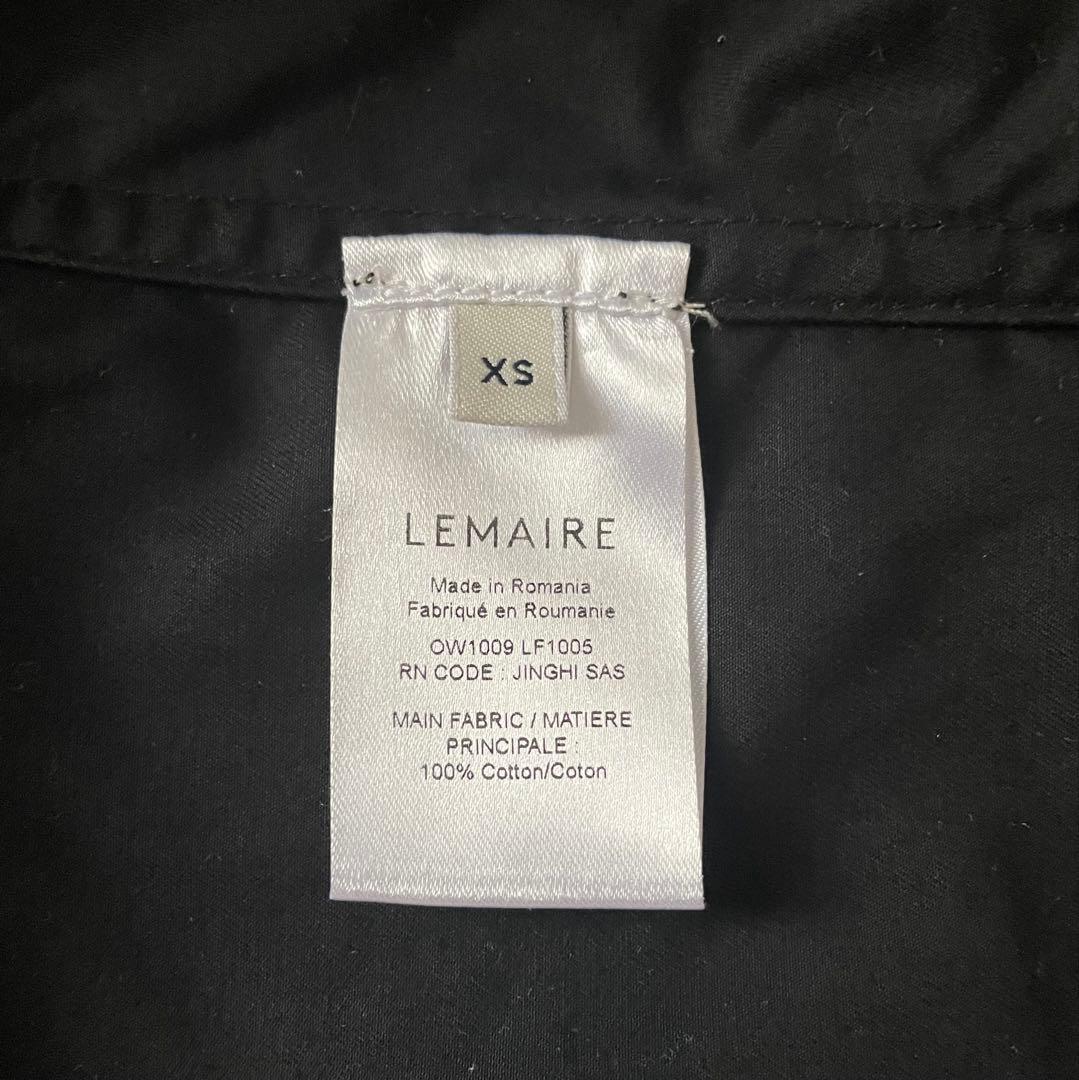 XS
LEMAIRE
Made in Romania
Fabriqué en Roumanie
OW1009 LF1005
RN CODE : JINGHI SAS
MAIN FABRIC / MATIERE
PRINCIPALE :
100% Cotton/Coton